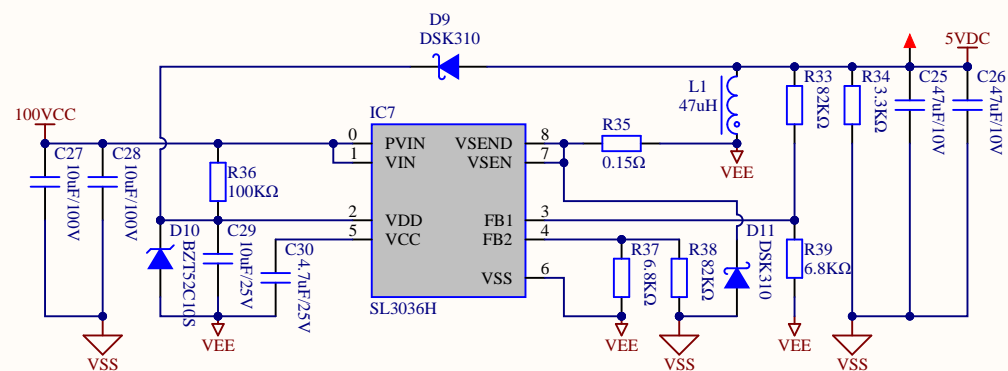 D9
DSK310
5VDC
L1
47uH
R33
82KΩ
R34
3.3KΩ
C25
47uF/10V
C26
47uF/10V
100VCC
IC7
C27
10uF/100V
C28
10uF/100V
R36
100KΩ
0
PVIN
1
VIN
2
VDD
5
VCC
VSEND
8
VSEN
7
FB1
3
FB2
4
VSS
6
SL3036H
R35
0.15Ω
VEE
D10
BZT52C10S
C29
10uF/25V
C30
4.7uF/25V
R37
6.8KΩ
R38
82KΩ
D11
DSK310
R39
6.8KΩ
VSS
VEE
VEE
VSS
VEE
VSS